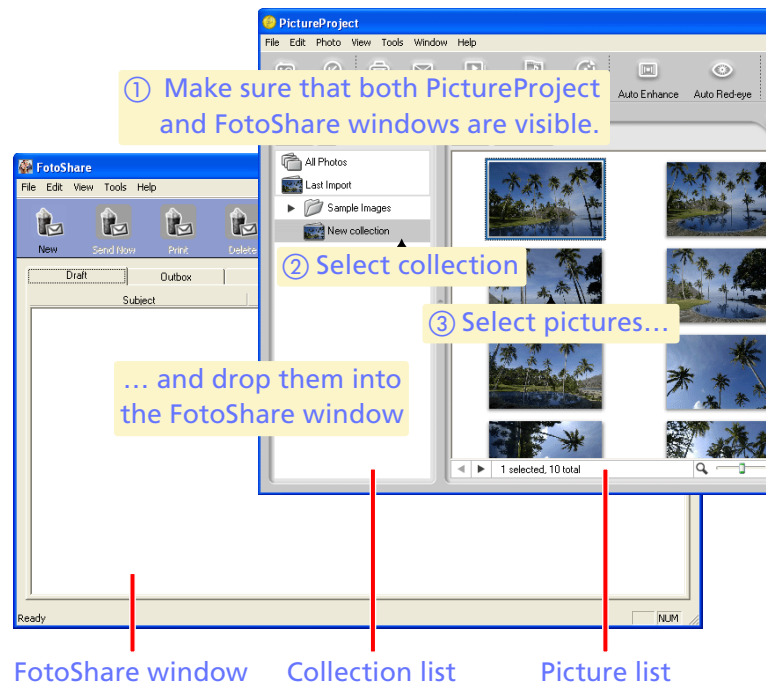 PictureProject
File Edit Photo View Tools Window Help
Auto Enhance Auto Red-eye
① Make sure that both PictureProject
and FotoShare windows are visible.
FotoShare
File Edit View Tools Help
New Send Now Print Delete
Draft Outbox
Subject
All Photos
Last Import
Sample Images
New collection
② Select collection
③ Select pictures…
… and drop them into
the FotoShare window
1 selected, 10 total
Ready
NUM
FotoShare window Collection list Picture list